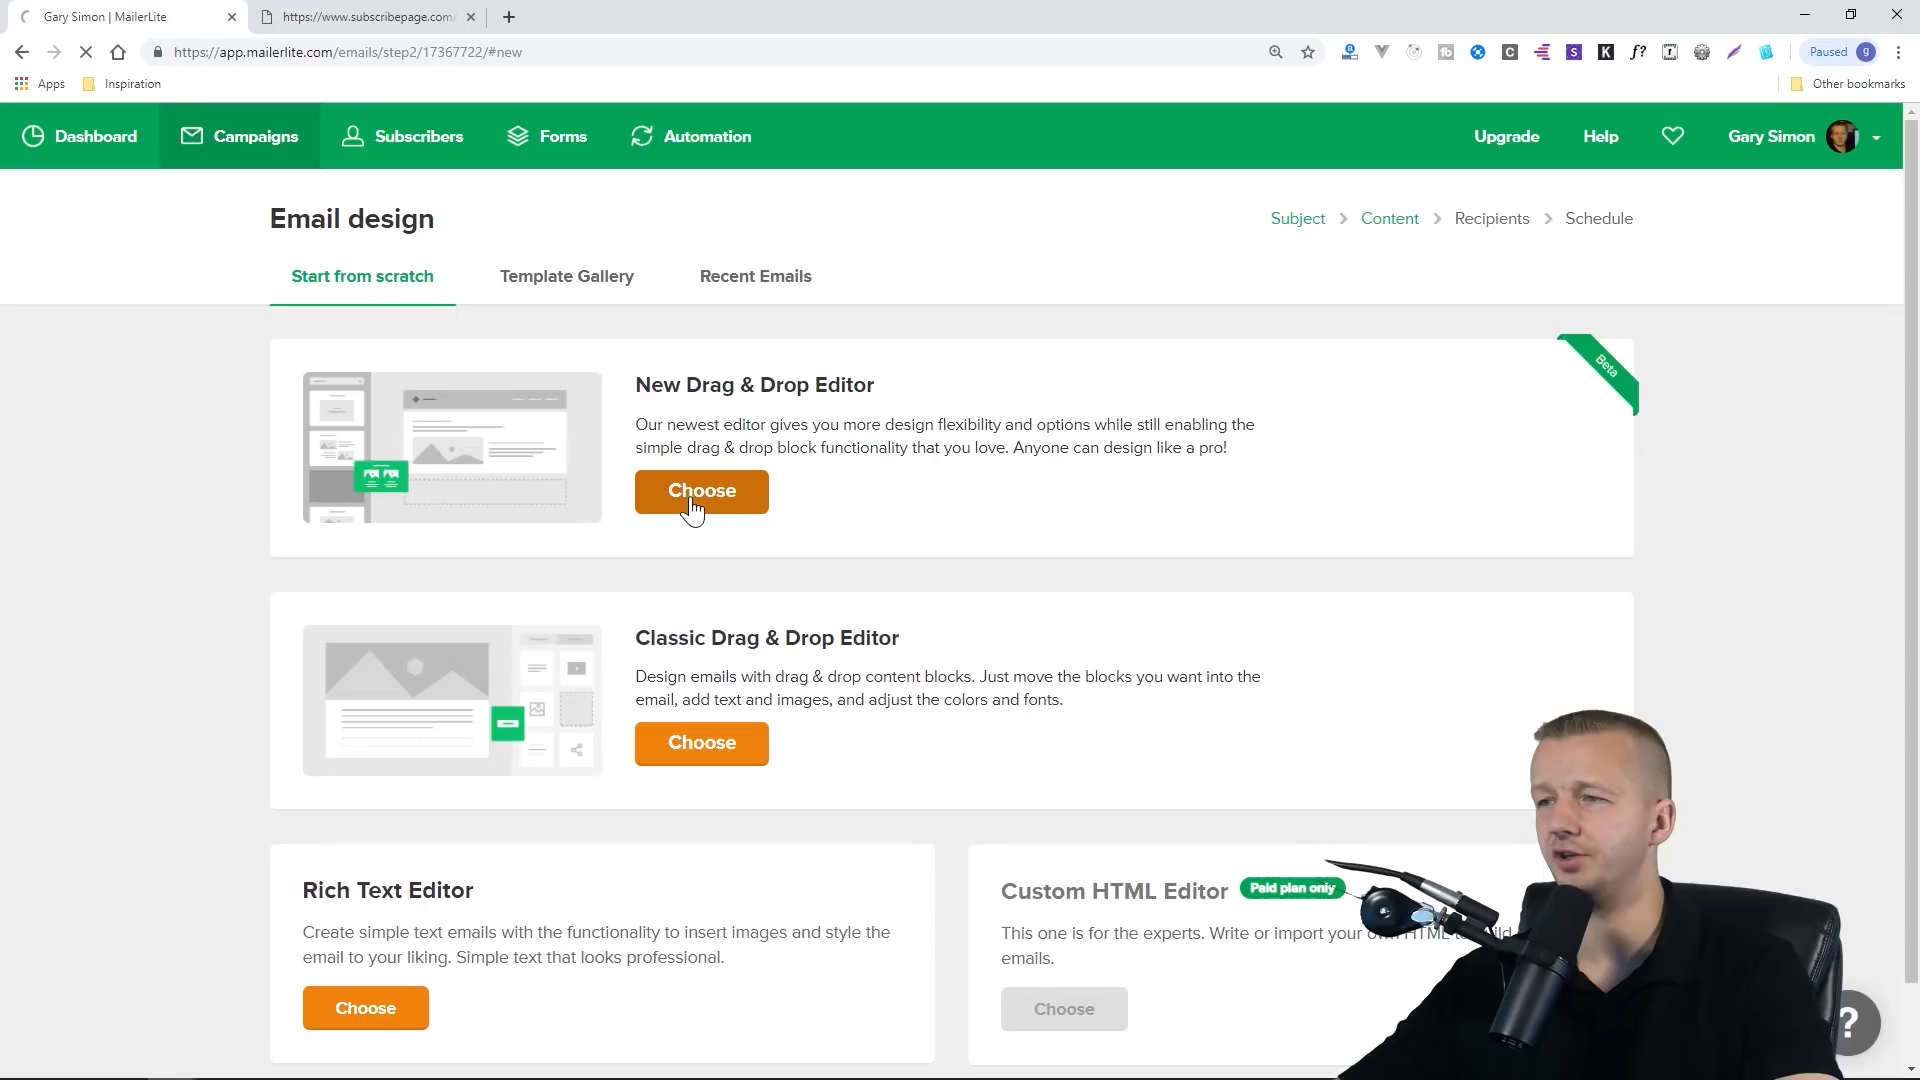 Gary Simon | MailerLite
https://www.subscribepage.com/
https://app.mailerlite.com/emails/step2/17367722/#new
Paused
g
Apps
Inspiration
Other bookmarks
Dashboard
Campaigns
Subscribers
Forms
Automation
Upgrade
Help
Gary Simon
Email design
Subject
Content
Recipients
Schedule
Start from scratch
Template Gallery
Recent Emails
New Drag & Drop Editor
Beta
Our newest editor gives you more design flexibility and options while still enabling the
simple drag & drop block functionality that you love. Anyone can design like a pro!
Choose
Classic Drag & Drop Editor
Design emails with drag & drop content blocks. Just move the blocks you want into the
email, add text and images, and adjust the colors and fonts.
Choose
Rich Text Editor
Create simple text emails with the functionality to insert images and style the
email to your liking. Simple text that looks professional.
Choose
Custom HTML Editor
Paid plan only
This one is for the experts. Write or import your own HTML to
emails.
Choose
?